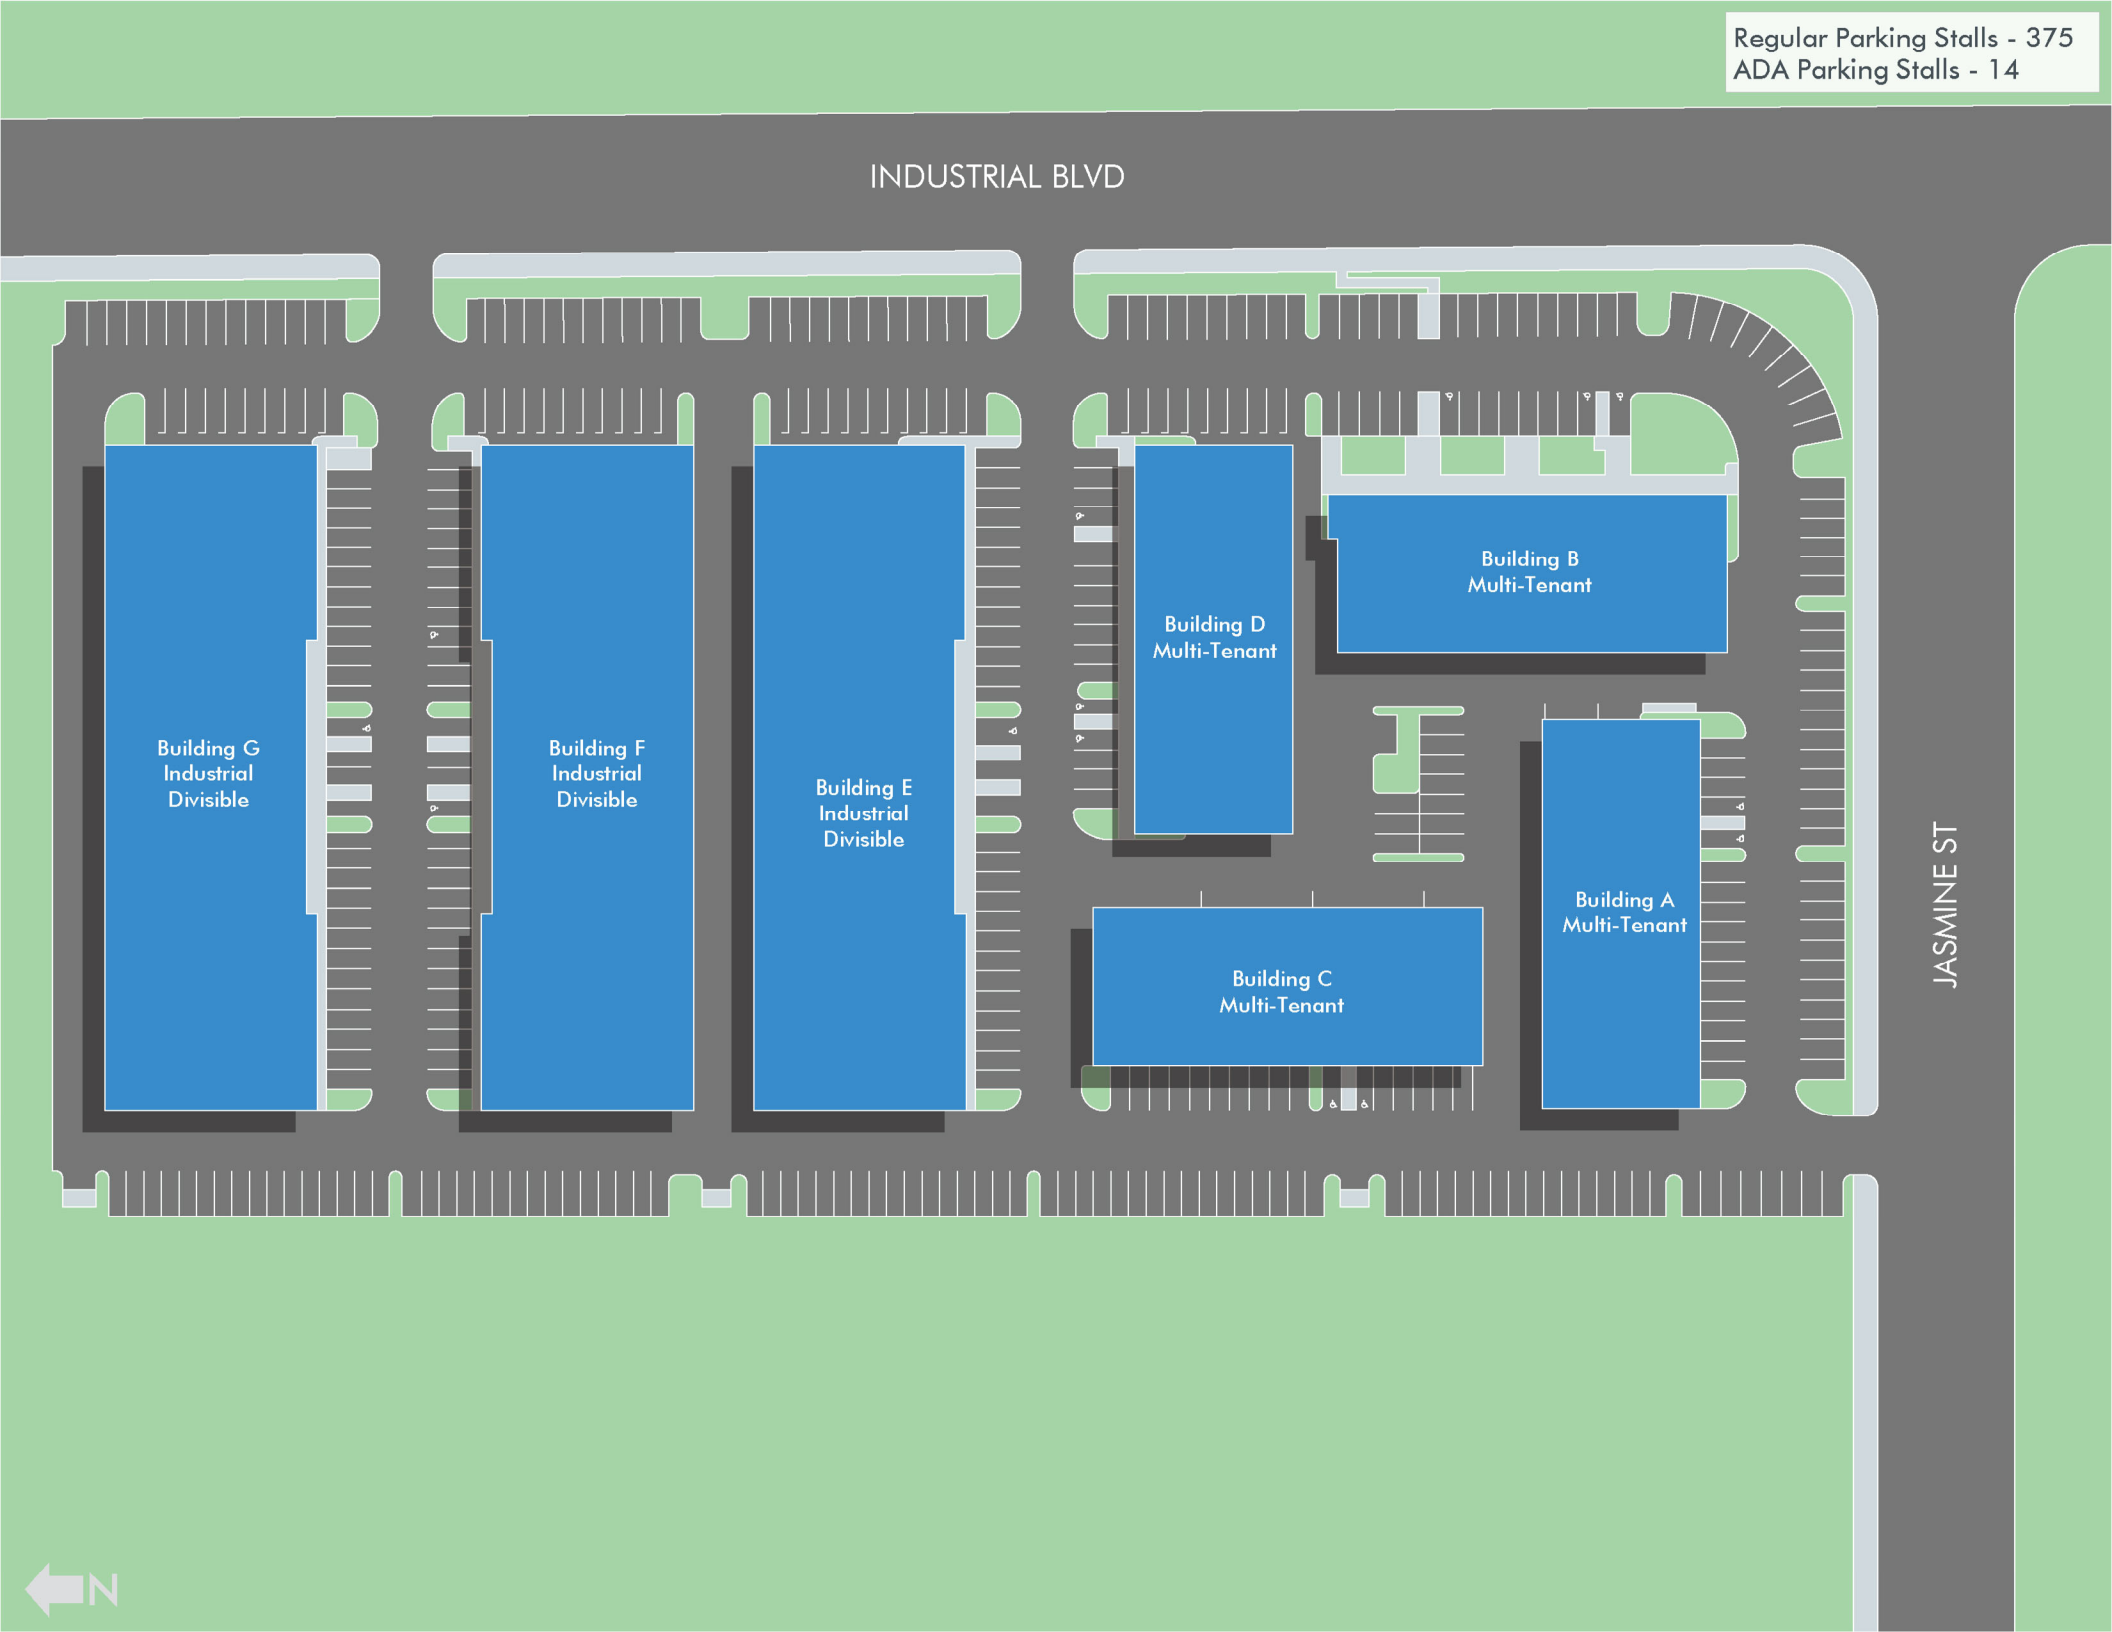 Regular Parking Stalls - 375
ADA Parking Stalls - 14
INDUSTRIAL BLVD
Building B
Multi-Tenant
Building D
Multi-Tenant
Building G
Industrial
Divisible
Building F
Industrial
Divisible
Building E
Industrial
Divisible
Building A
Multi-Tenant
JASMINE ST
Building C
Multi-Tenant
N